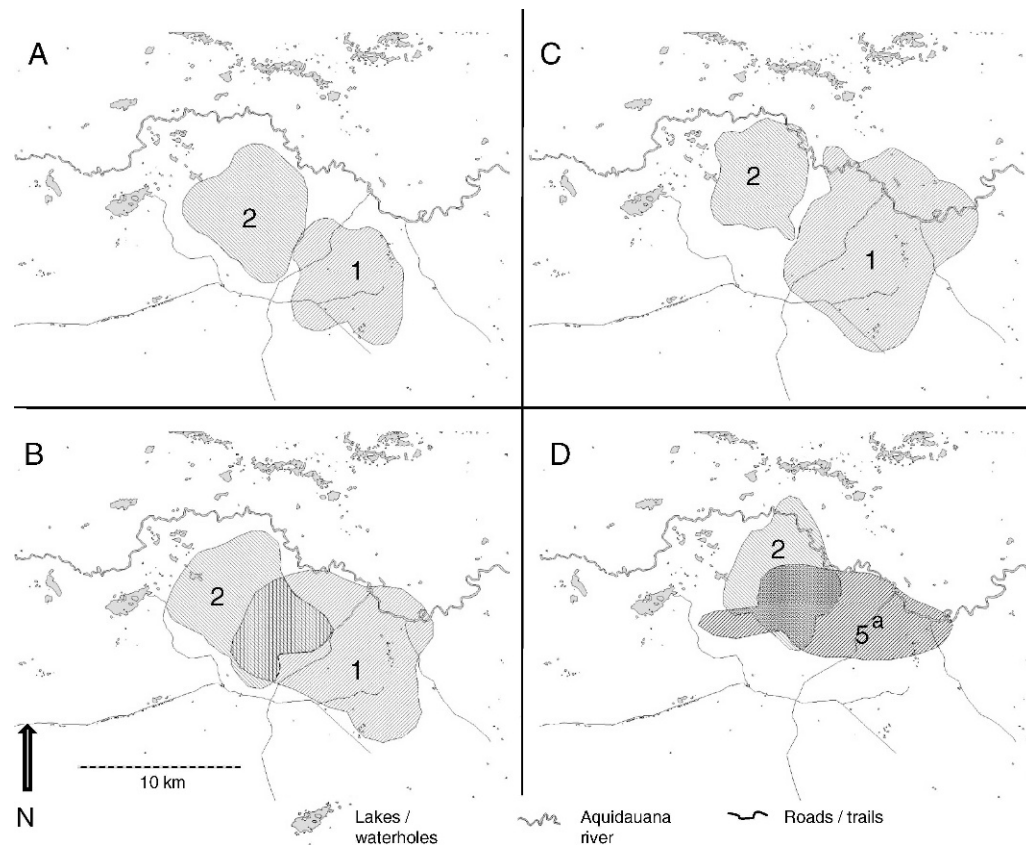 A
2
1
C
2
1
B
2
1
10 km
N
D
2
5a
Lakes /
waterholes
Aquidauana
river
Roads / trails